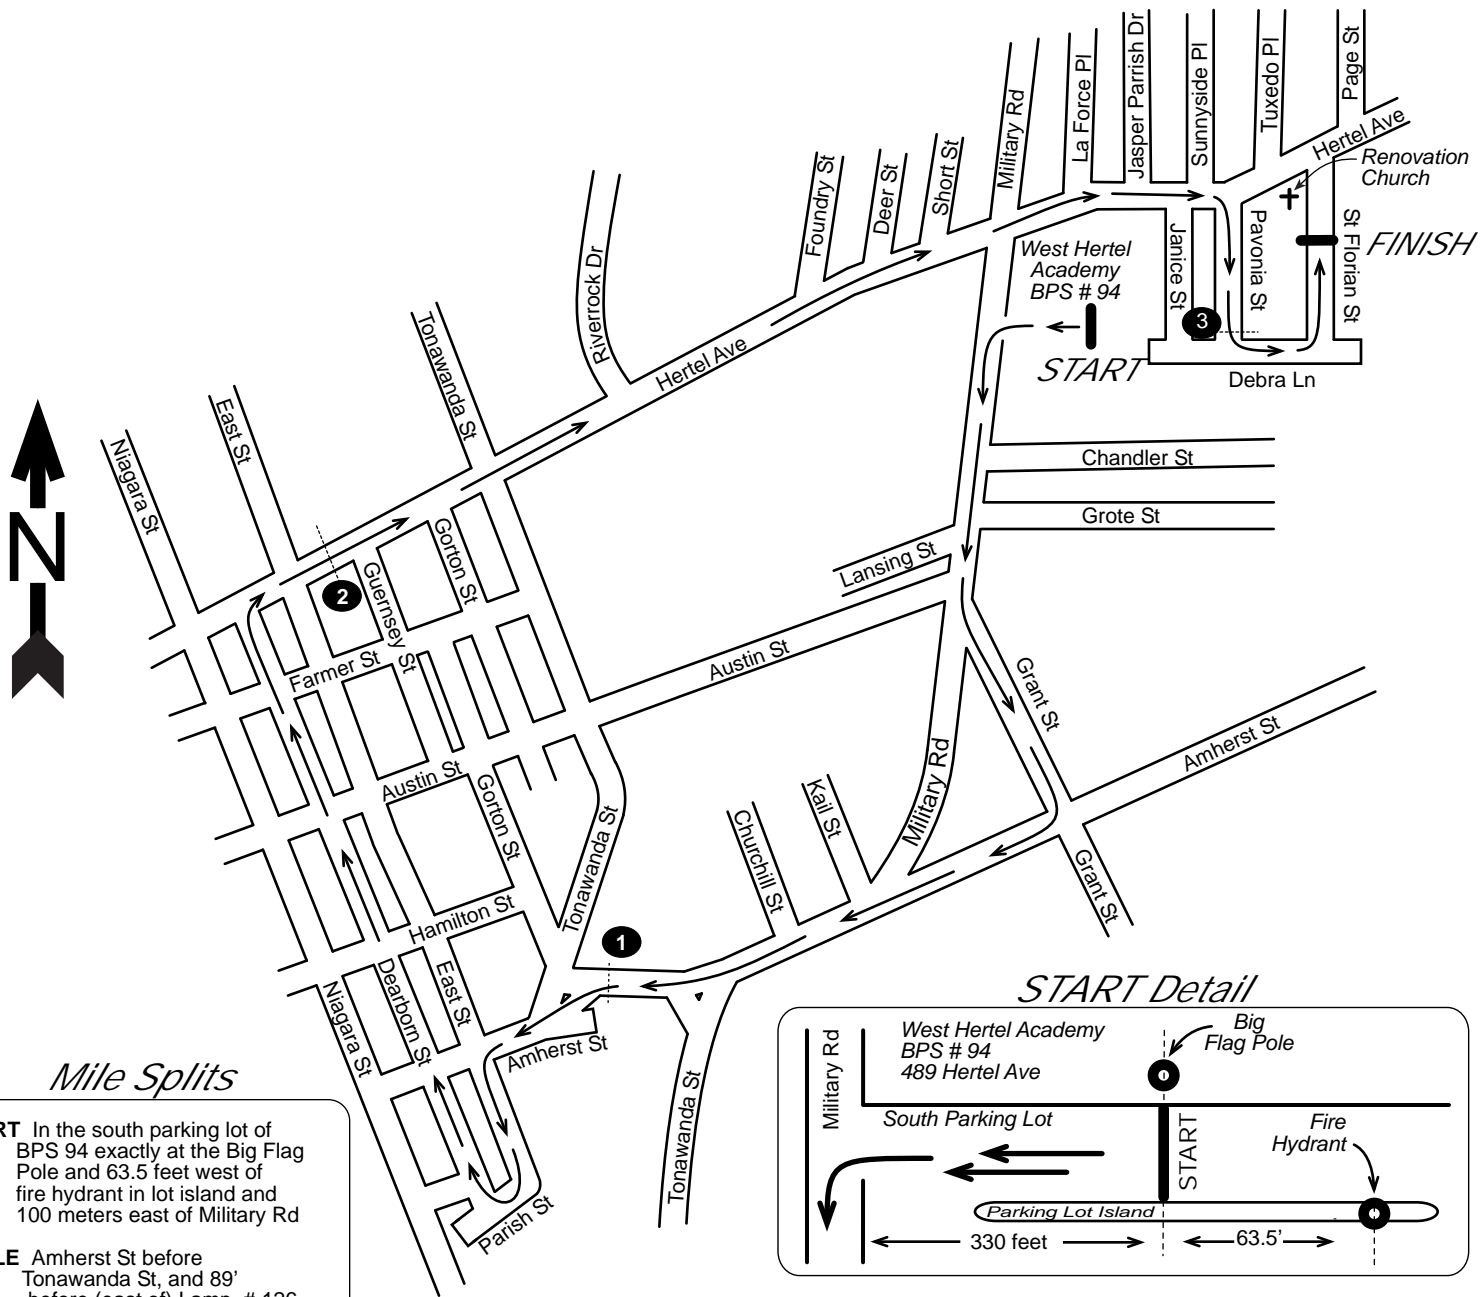 Military Rd
La Force Pl
Jasper Parrish Dr
Sunnyside Pl
Tuxedo Pl
Page St
Hertel Ave
Renovation
Church
Foundry St
Deer St
Short St
West Hertel
Academy
BPS # 94
Janice St
Pavonia St
St Florian St
FINISH
START
3
Debra Ln
Riverrock Dr
Tonawanda St
Hertel Ave
East St
Niagara St
N
Chandler St
Grote St
Lansing St
Gorton St
Guernsey St
2
Farmer St
Austin St
Grant St
Amherst St
Military Rd
Austin St
Gorton St
Tonawanda St
Kail St
Churchill St
Grant St
Hamilton St
1
Dearborn St
East St
Niagara St
Amherst St
Tonawanda St
Parish St
START Detail
Military Rd
West Hertel Academy
BPS # 94
489 Hertel Ave
Big
Flag Pole
South Parking Lot
START
Fire
Hydrant
Parking Lot Island
330 feet
63.5’
Mile Splits
RT In the south parking lot of
BPS 94 exactly at the Big Flag
Pole and 63.5 feet west of
fire hydrant in lot island and
100 meters east of Military Rd
LE Amherst St before
Tonawanda St, and 89’
before (east of) Lamp # 126